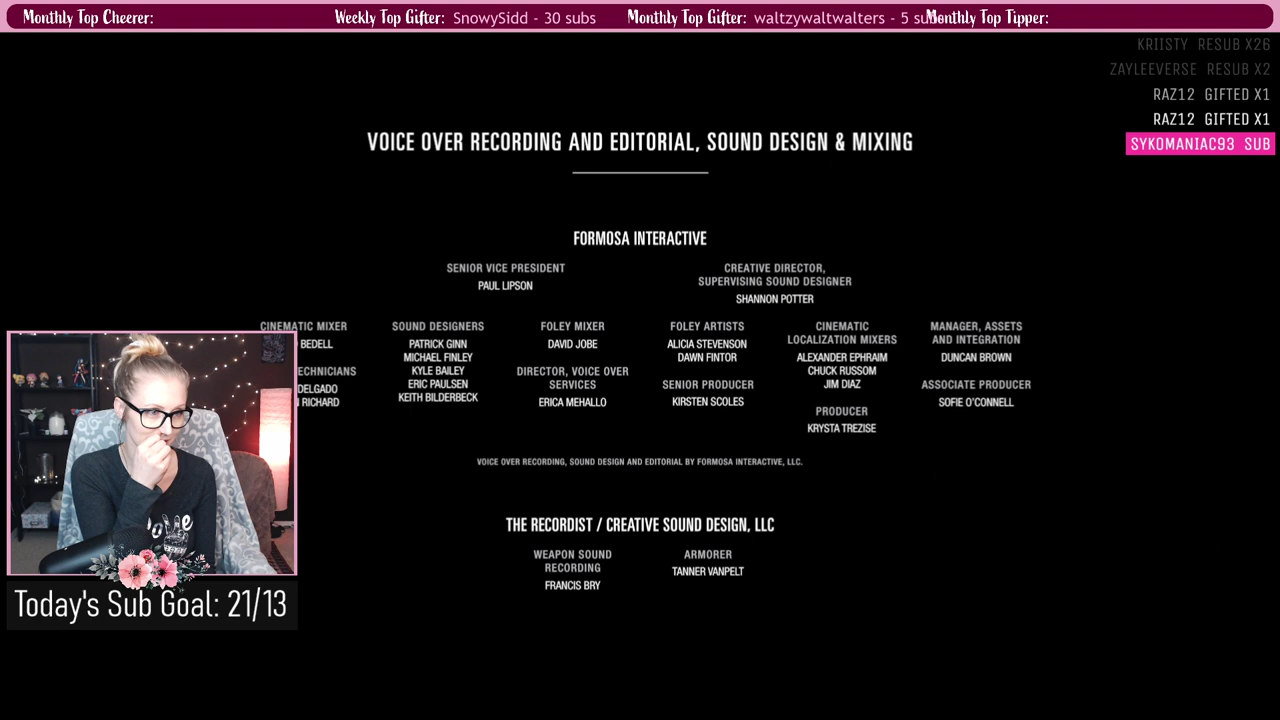 Monthly Top Cheerer:
Weekly Top Gifter: SnowySidd - 30 subs
Monthly Top Gifter: waltzywaltwalters - 5
Monthly Top Tipper:
KRIISTY RESUB X26
ZAYLEEVERSE RESUB X2
RAZ12 GIFTED X1
RAZ12 GIFTED X1
SYKOMANIAC93 SUB
VOICE OVER RECORDING AND EDITORIAL, SOUND DESIGN & MIXING
FORMOSA INTERACTIVE
SENIOR VICE PRESIDENT
PAUL LIPSON
CREATIVE DIRECTOR,
SUPERVISING SOUND DESIGNER
SHANNON POTTER
CINEMATIC MIXER
BEDELL
TECHNICIANS
DELGADO
RICHARD
SOUND DESIGNERS
PATRICK GINN
MICHAEL FINLEY
KYLE BAILEY
ERIC PAULSEN
KEITH BILDERBECK
FOLEY MIXER
DAVID JOBE
DIRECTOR, VOICE OVER
SERVICES
ERICA MEHALLO
FOLEY ARTISTS
ALICIA STEVENSON
DAWN FINTOR
SENIOR PRODUCER
KIRSTEN SCOLES
CINEMATIC
LOCALIZATION MIXERS
ALEXANDER EPHRAIM
CHUCK RUSSOM
JIM DIAZ
PRODUCER
KRYSTA TREZISE
MANAGER, ASSETS
AND INTEGRATION
DUNCAN BROWN
ASSOCIATE PRODUCER
SOFIE O'CONNELL
VOICE OVER RECORDING, SOUND DESIGN AND EDITORIAL BY FORMOSA INTERACTIVE, LLC.
THE RECORDIST / CREATIVE SOUND DESIGN, LLC
WEAPON SOUND
RECORDING
FRANCIS BRY
ARMORER
TANNER VANPELT
Today's Sub Goal: 21/13